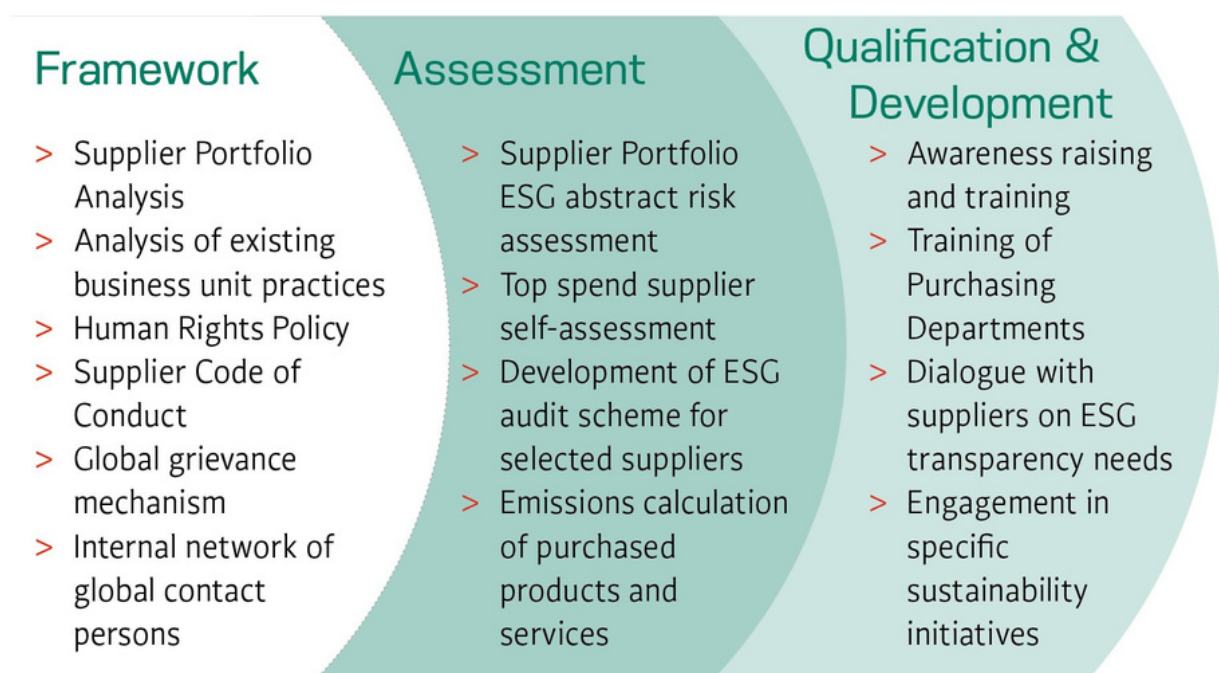 Framework
> Supplier Portfolio
Analysis
> Analysis of existing
business unit practices
> Human Rights Policy
> Supplier Code of
Conduct
> Global grievance
mechanism
> Internal network of
global contact
persons
Assessment
> Supplier Portfolio
ESG abstract risk
assessment
> Top spend supplier
self-assessment
> Development of ESG
audit scheme for
selected suppliers
> Emissions calculation
of purchased
products and
services
Qualification &
Development
> Awareness raising
and training
> Training of
Purchasing
Departments
> Dialogue with
suppliers on ESG
transparency needs
> Engagement in
specific
sustainability
initiatives